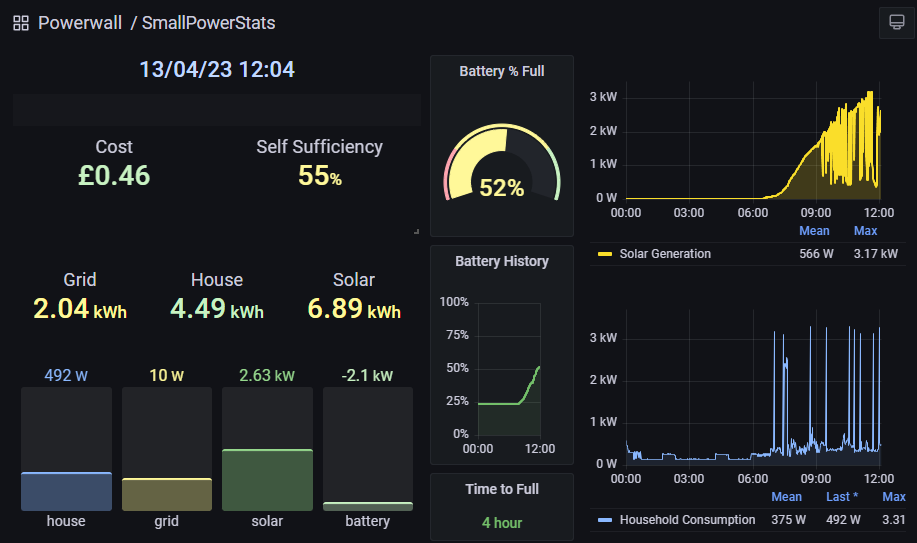 Powerwall / SmallPowerStats
13/04/23 12:04
Cost
£0.46
Self Sufficiency
55%
Grid
2.04 kWh
House
4.49 kWh
Solar
6.89 kWh
492 W
10 W
2.63 kW
-2.1 kW
house
grid
solar
battery
Battery % Full
52%
Battery History
100%
75%
50%
25%
0%
00:00 12:00
Time to Full
4 hour
3 kW
2 kW
1 kW
0 W
00:00 03:00 06:00 09:00 12:00
Mean Max
Solar Generation 566 W 3.17 kW
3 kW
2 kW
1 kW
0 W
00:00 03:00 06:00 09:00 12:00
Mean Last * Max
Household Consumption 375 W 492 W 3.31